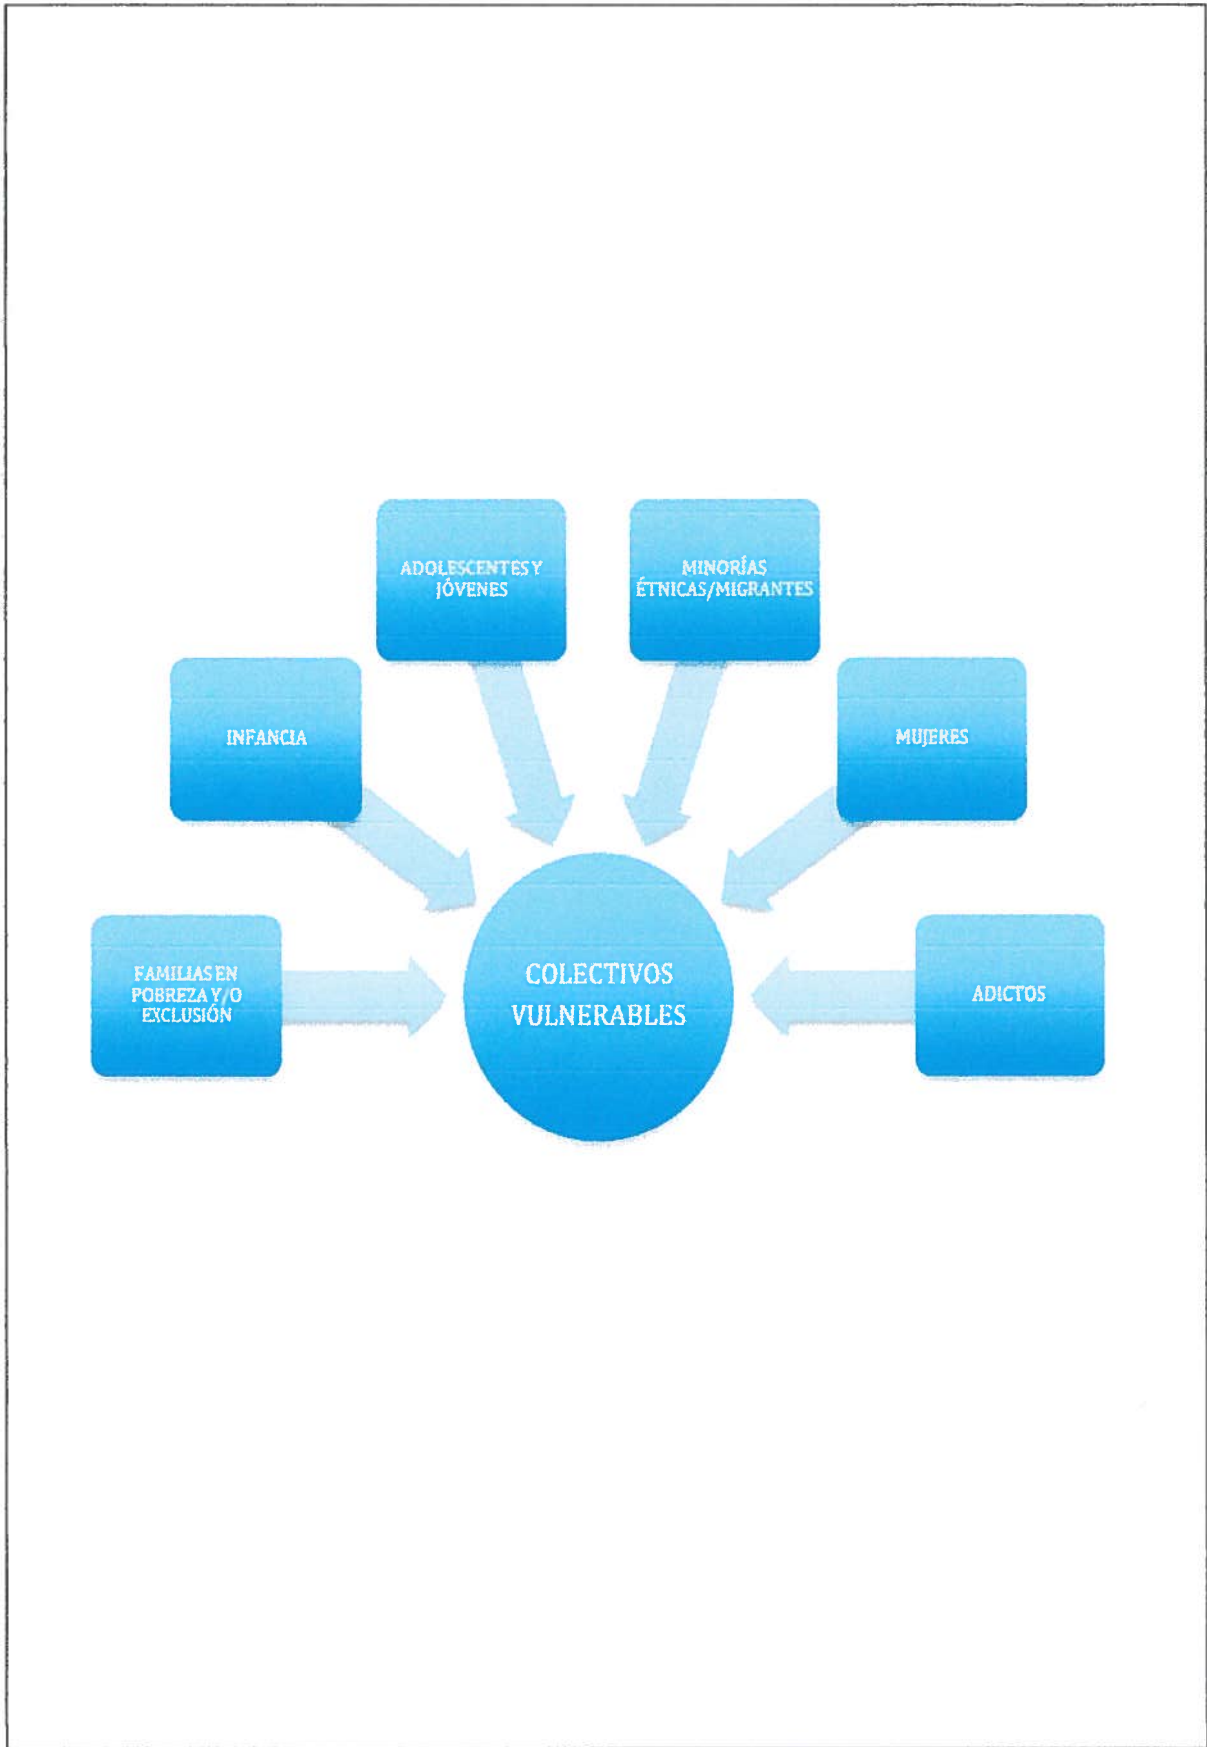 ADOLESCENTES Y
JÓVENES
MINORÍAS
ÉTNICAS/MIGRANTES
INFANCIA
MUJERES
FAMILIAS EN
POBREZA Y/O
EXCLUSIÓN
COLECTIVOS
VULNERABLES
ADICTOS